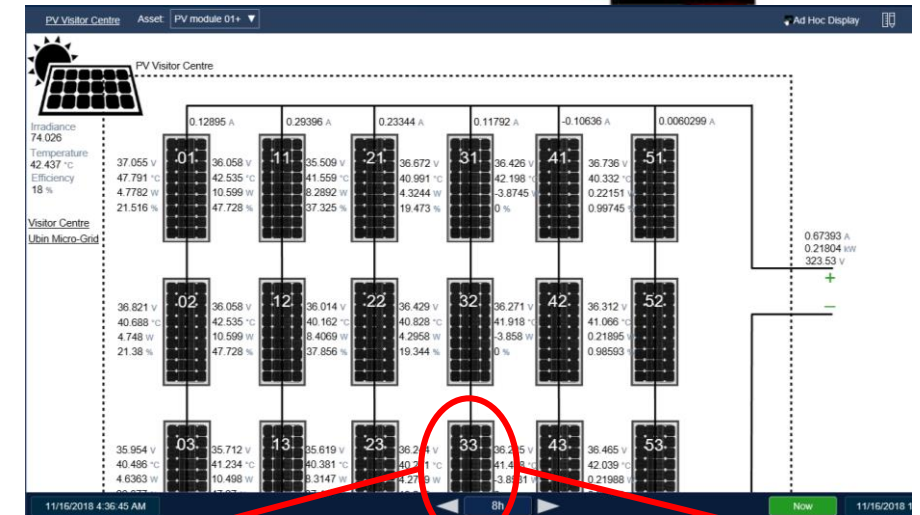 PV Visitor Centre Asset: PV module 01+ ▼ Ad Hoc Display
PV Visitor Centre
Irradiance
74.026
Temperature
42.437 °C
Efficiency
18 %
Visitor Centre
Ubin Micro-Grid
0.12895 A 0.29396 A 0.23344 A 0.11792 A -0.10636 A 0.0060299 A
01 11 21 31 41 51
37.055 V 36.058 V 35.509 V 36.672 V 36.426 V 36.736 V
47.791 °C 42.535 °C 41.559 °C 40.991 °C 42.198 °C 40.332 °C
4.7782 W 10.599 W 8.2892 W 4.3244 W -3.8745 W 0.22151
21.516 % 47.728 % 37.325 % 19.473 % 0 % 0.99745
0.67393 A
0.21804 kW
323.53 V
+
−
02 12 22 32 42 52
36.821 V 36.058 V 36.014 V 36.429 V 36.271 V 36.312 V
40.688 °C 42.535 °C 40.162 °C 40.828 °C 41.918 °C 41.066 °C
4.748 W 10.599 W 8.4069 W 4.2958 W -3.858 W 0.21895
21.38 % 47.728 % 37.856 % 19.344 % 0 % 0.98593
03 13 23 33 43 53
35.954 V 35.712 V 35.619 V 36.465 V
40.486 °C 41.234 °C 40.381 °C 42.039 °C
4.6363 W 10.498 W 8.3147 W 0.21988
11/16/2018 4:36:45 AM 8h Now 11/16/2018